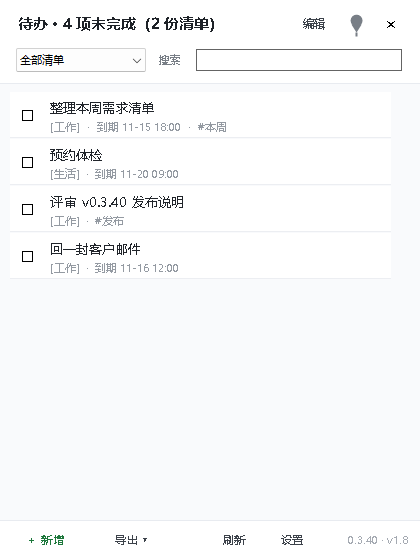 待办 · 4 项未完成 (2 份清单) 编辑 ×
全部清单 搜索
整理本周需求清单
[工作] · 到期 11-15 18:00 · #本周
预约体检
[生活] · 到期 11-20 09:00
评审 v0.3.40 发布说明
[工作] · #发布
回一封客户邮件
[工作] · 到期 11-16 12:00
+ 新增 导出 ▾ 刷新 设置 0.3.40 · v1.8